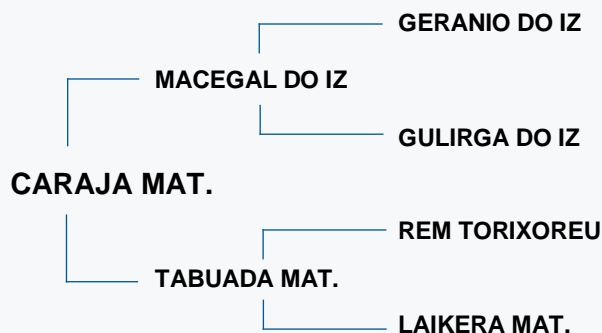 GERANIO DO IZ
MACEGAL DO IZ
GULIRGA DO IZ
CARAJA MAT.
REM TORIXOREU
TABUADA MAT.
LAIKERA MAT.